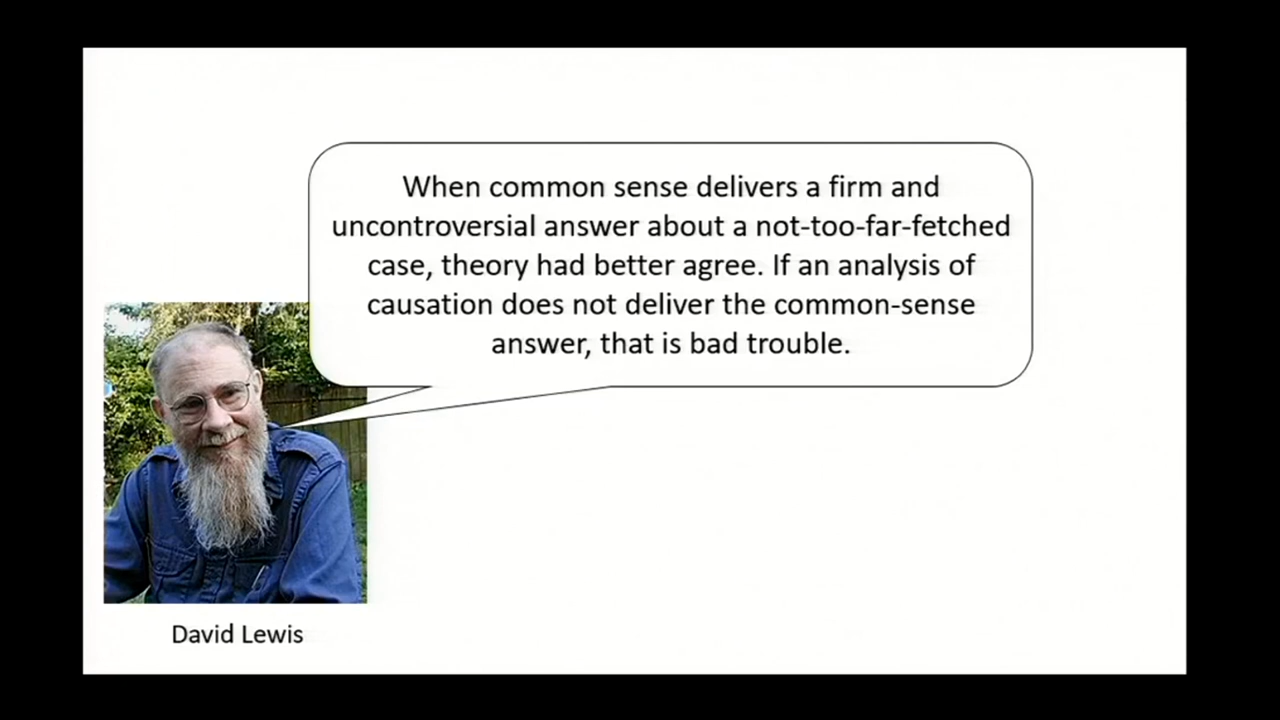 When common sense delivers a firm and
uncontroversial answer about a not-too-far-fetched
case, theory had better agree. If an analysis of
causation does not deliver the common-sense
answer, that is bad trouble.
David Lewis